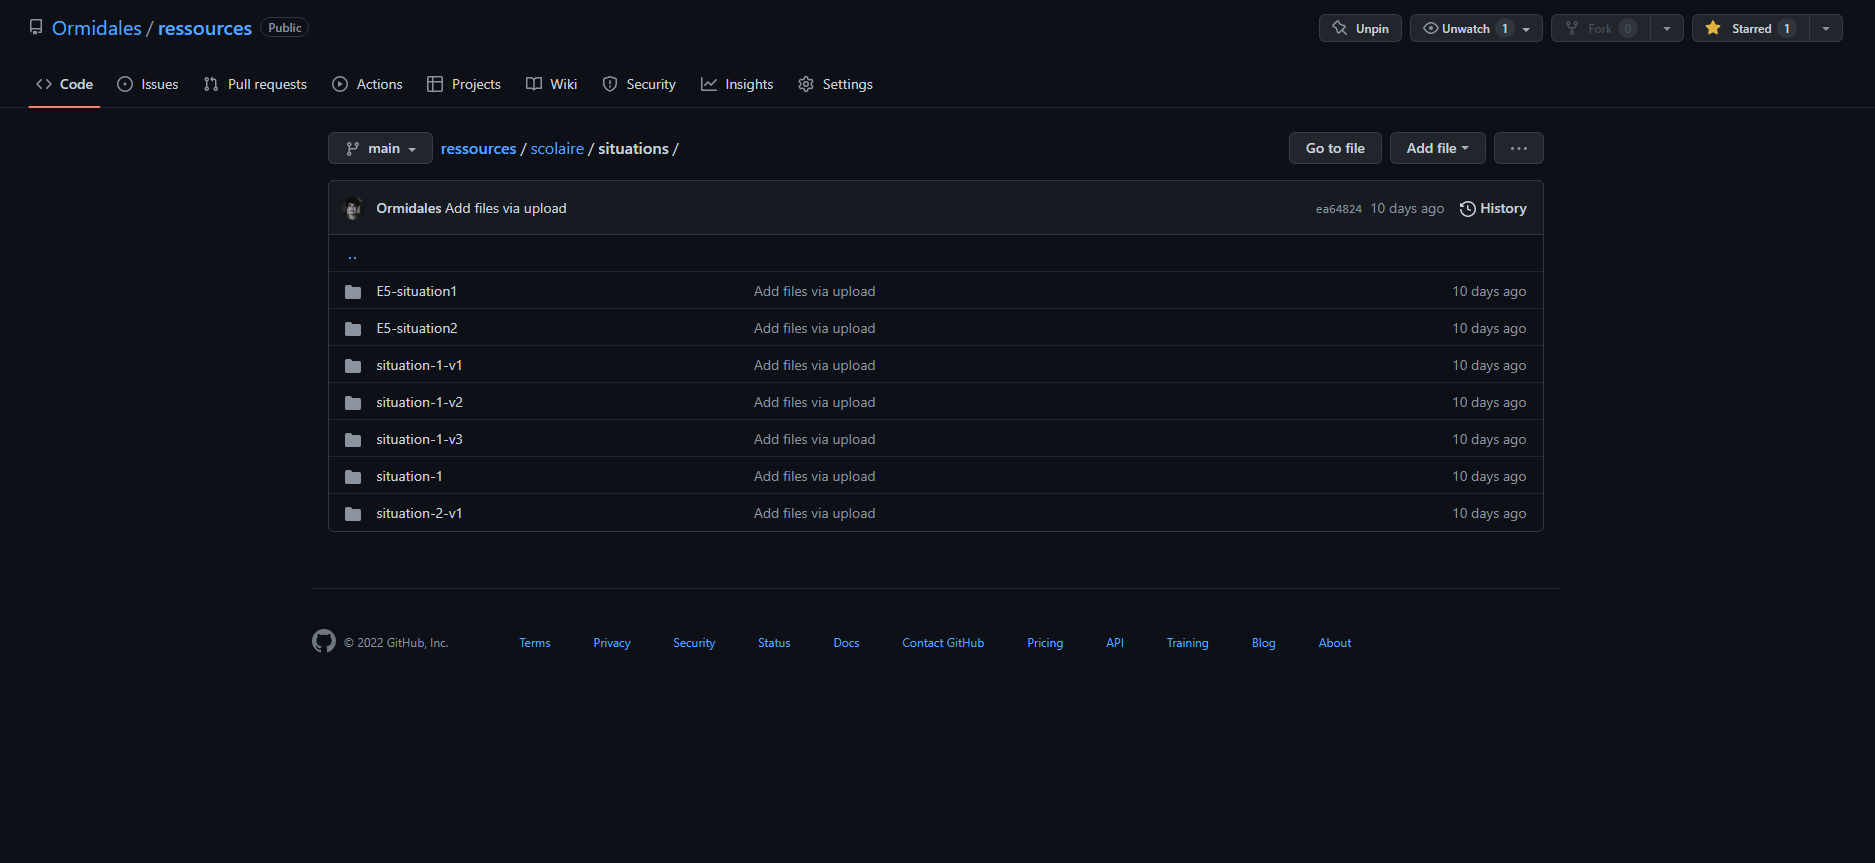 Ormidales / ressources Public Unpin Unwatch 1 Fork 0 Starred 1
Code Issues Pull requests Actions Projects Wiki Security Insights Settings
main ressources / scolaire / situations / Go to file Add file ...
Ormidales Add files via upload ea64824 10 days ago History
..
E5-situation1 Add files via upload 10 days ago
E5-situation2 Add files via upload 10 days ago
situation-1-v1 Add files via upload 10 days ago
situation-1-v2 Add files via upload 10 days ago
situation-1-v3 Add files via upload 10 days ago
situation-1 Add files via upload 10 days ago
situation-2-v1 Add files via upload 10 days ago
© 2022 GitHub, Inc. Terms Privacy Security Status Docs Contact GitHub Pricing API Training Blog About